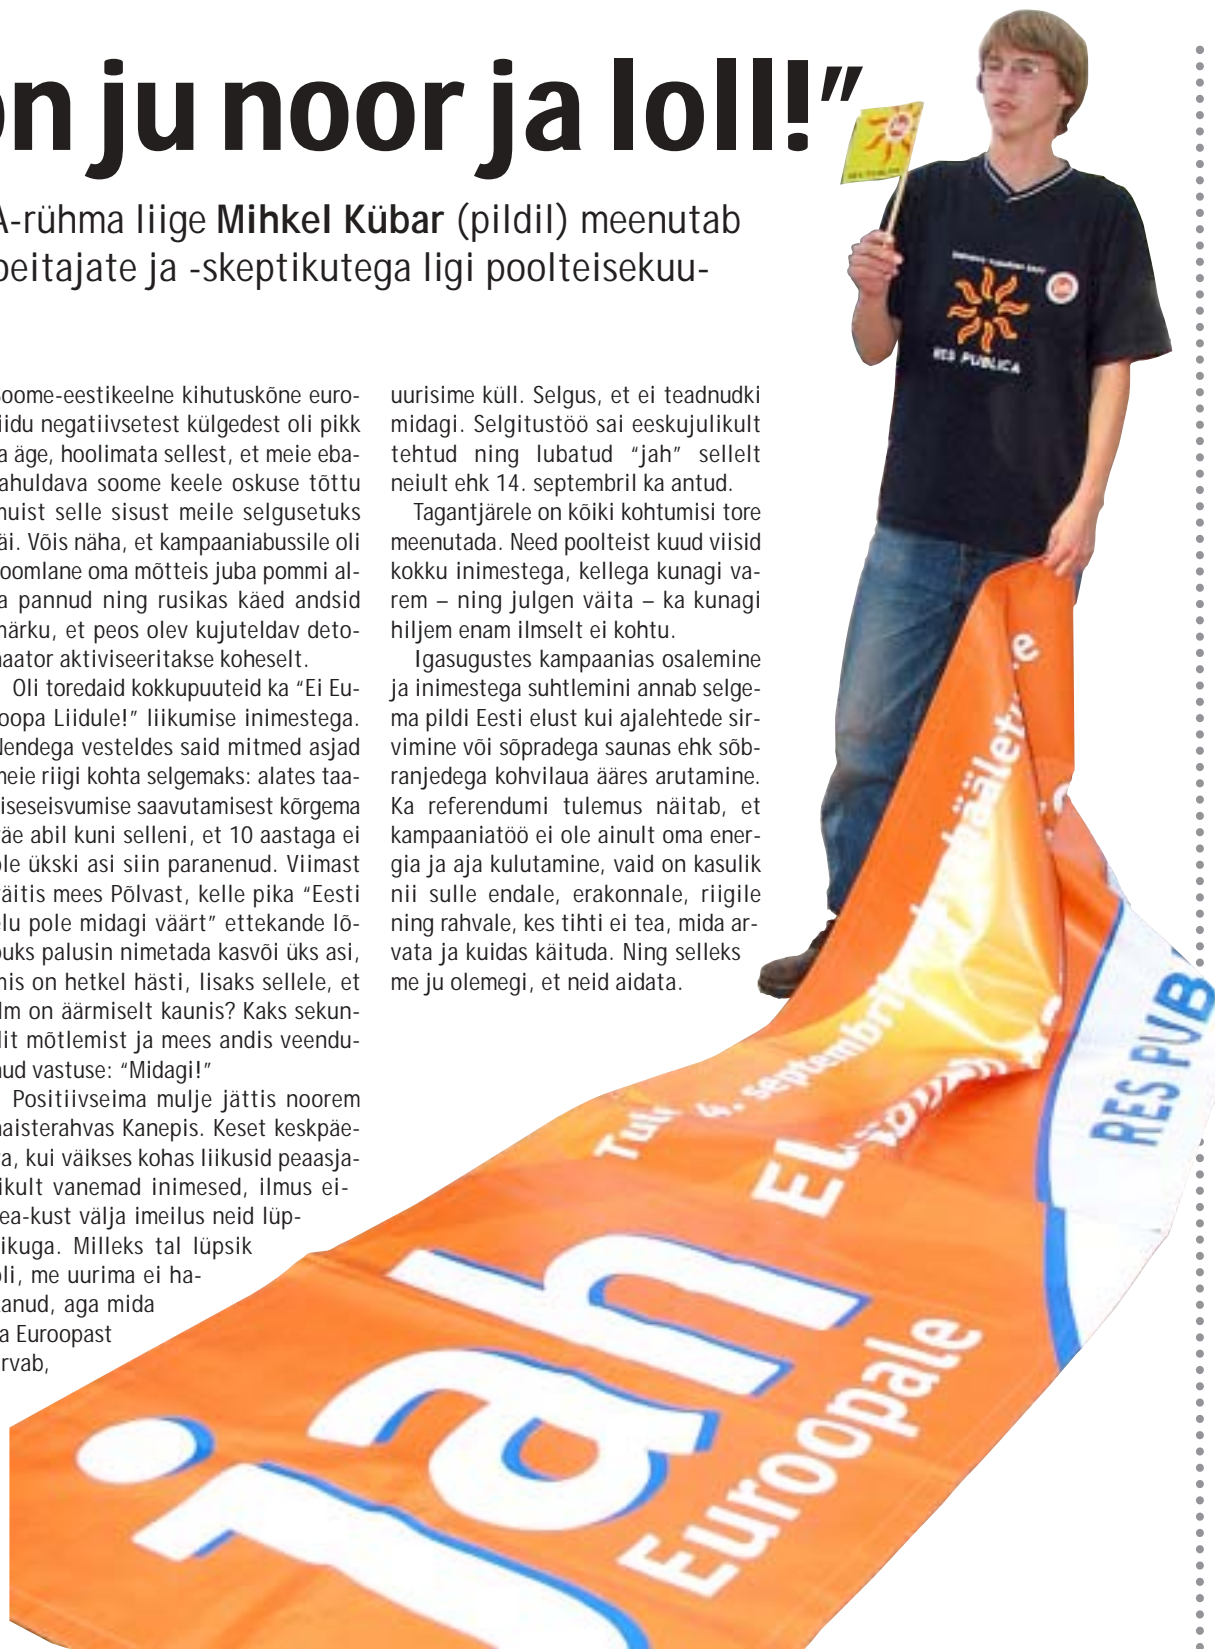 on ju noor ja loll!”
A-rühma liige Mihkel Kübar (pildil) meenutab
peitajate ja -skeptikutega ligi poolteisekuu-
Soome-eestikeelne kihutuskõne euro-
iidu negatiivsetest külgedest oli pikk
a äge, hoolimata sellest, et meie eba-
ahuldava soome keele oskuse tõttu
muist selle sisust meile selgusetuks
äi. Võis näha, et kampaaniabussile oli
oomlane oma mõtteis juba pommi al-
a pannud ning rusikas käed andsid
märku, et peos olev kujuteldav deto-
naator aktiviseeritakse koheselt.
Oli toredaid kokkupuuteid ka “Ei Eu-
oopa Liidule!” liikumise inimestega.
Nendega vesteldes said mitmed asjad
meie riigi kohta selgemaks: alates taa-
iseseisvumise saavutamisest kõrgema
äe abil kuni selleni, et 10 aastaga ei
ole ükski asi siin paranenud. Viimast
äitis mees Põlvast, kelle pika “Eesti
elu pole midagi väärt” ettekande lõ-
puks palusin nimetada kasvõi üks asi,
mis on hetkel hästi, lisaks sellele, et
ilm on äärmiselt kaunis? Kaks sekun-
dit mõtlemist ja mees andis veendu-
nud vastuse: “Midagi!”
Positiivseima mulje jättis noorem
naisterahvas Kanepis. Keset keskpäe-
a, kui väikses kohas liikusid peaasja-
ikult vanemad inimesed, ilmus ei-
ea-kust välja imeilus neid lüp-
ikuga. Milleks tal lüpsik
oli, me uurima ei ha-
anud, aga mida
a Euroopast
rvab,
uurisime küll. Selgus, et ei teadnudki
midagi. Selgitustöö sai eeskujulikult
tehtud ning lubatud “jah” sellelt
neiult ehk 14. septembril ka antud.
Tagantjärele on kõiki kohtumisi tore
meenutada. Need poolteist kuud viisid
kokku inimestega, kellega kunagi va-
rem – ning julgen väita – ka kunagi
hiljem enam ilmselt ei kohtu.
Igasugustes kampaanias osalemine
ja inimestega suhtlemini annab selge-
ma pildi Eesti elust kui ajalehtede sir-
vimine või sõpradega saunas ehk sõb-
ranjedega kohvilaua ääres arutamine.
Ka referendumi tulemus näitab, et
kampaaniatöö ei ole ainult oma ener-
gia ja aja kulutamine, vaid on kasulik
nii sulle endale, erakonnale, riigile
ning rahvale, kes tihti ei tea, mida ar-
vata ja kuidas käituda. Ning selleks
me ju olemegi, et neid aidata.
RES PUBLICA
4. septembril
RES PUB
jah
Euroopale